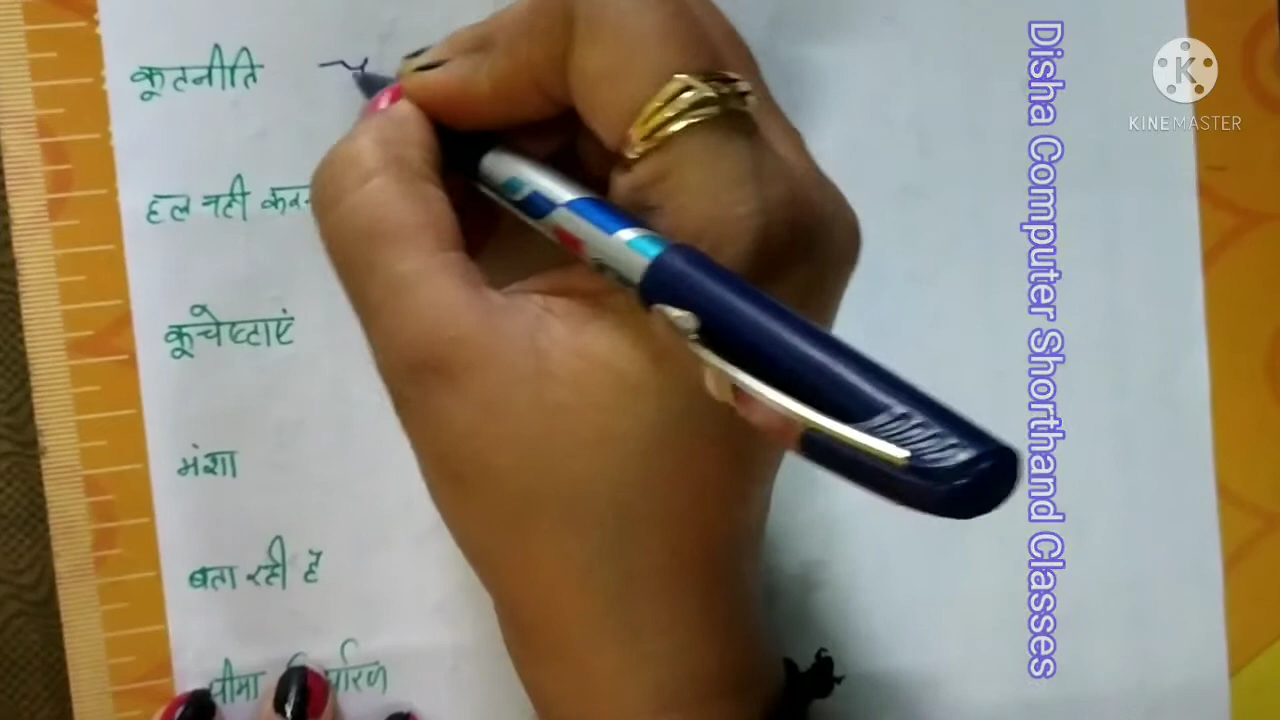 कूटनीति
हल नही
कूचेष्टाएं
मंशा
बता रही है
सीमा
Disha Computer Shorthand Classes
K
KINEMASTER